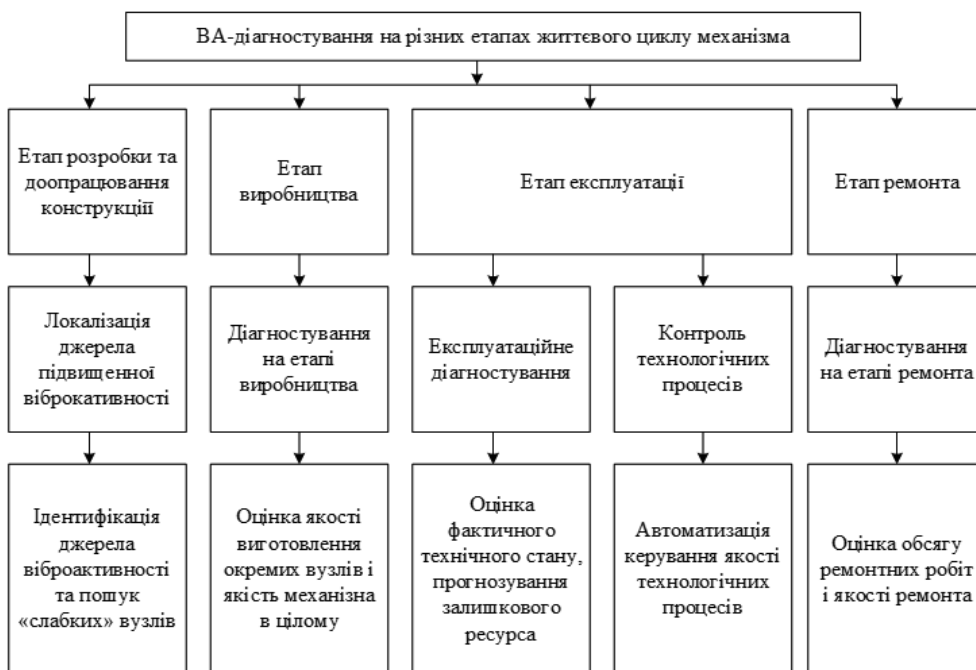 ВА-діагностування на різних етапах життєвого циклу механізма
Етап розробки та
доопрацювання
конструкціїї
Етап
виробництва
Етап експлуатації
Етап ремонта
Локалізація
джерела
підвищенної
віброкативності
Діагностування
на етапі
виробництва
Експлуатаційне
діагностування
Контроль
технологічних
процесів
Діагностування
на етапі ремонта
Ідентифікація
джерела
віброактивності
та пошук
«слабких» вузлів
Оцінка якості
виготовлення
окремих вузлів і
якість механізна
в цілому
Оцінка
фактичного
технічного стану,
прогнозування
залишкового
ресурса
Автоматизація
керування якості
технологічних
процесів
Оцінка обсягу
ремонтних робіт
і якості ремонта